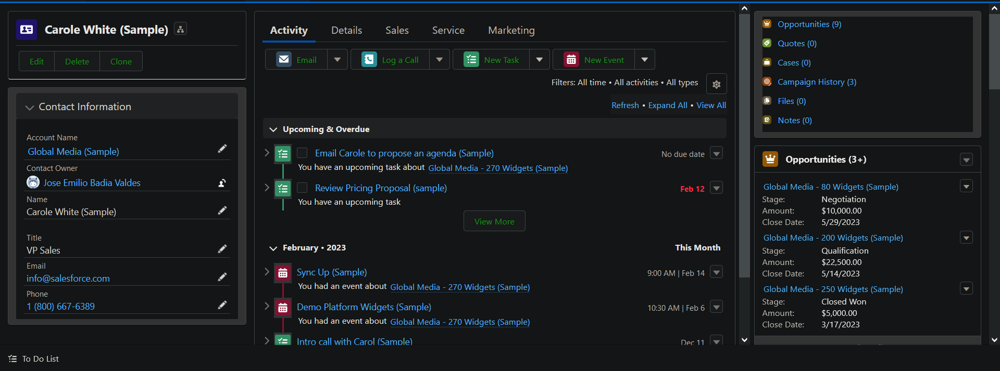 Carole White (Sample)
Edit
Delete
Clone
Contact Information
Account Name
Global Media (Sample)
Contact Owner
Jose Emilio Badia Valdes
Name
Carole White (Sample)
Title
VP Sales
Email
info@salesforce.com
Phone
1 (800) 667-6389
Activity
Details
Sales
Service
Marketing
Email
Log a Call
New Task
New Event
Filters: All time • All activities • All types
Refresh • Expand All • View All
Upcoming & Overdue
Email Carole to propose an agenda (Sample)
No due date
You have an upcoming task about Global Media - 270 Widgets (Sample)
Review Pricing Proposal (sample)
Feb 12
You have an upcoming task
View More
February • 2023
This Month
Sync Up (Sample)
9:00 AM | Feb 14
You had an event about Global Media - 270 Widgets (Sample)
Demo Platform Widgets (Sample)
10:30 AM | Feb 6
You had an event about Global Media - 270 Widgets (Sample)
Intro call with Carol (Sample)
Dec 11
Opportunities (9)
Quotes (0)
Cases (0)
Campaign History (3)
Files (0)
Notes (0)
Opportunities (3+)
Global Media - 80 Widgets (Sample)
Stage: Negotiation
Amount: $10,000.00
Close Date: 5/29/2023
Global Media - 200 Widgets (Sample)
Stage: Qualification
Amount: $22,500.00
Close Date: 5/14/2023
Global Media - 250 Widgets (Sample)
Stage: Closed Won
Amount: $5,000.00
Close Date: 3/17/2023
To Do List